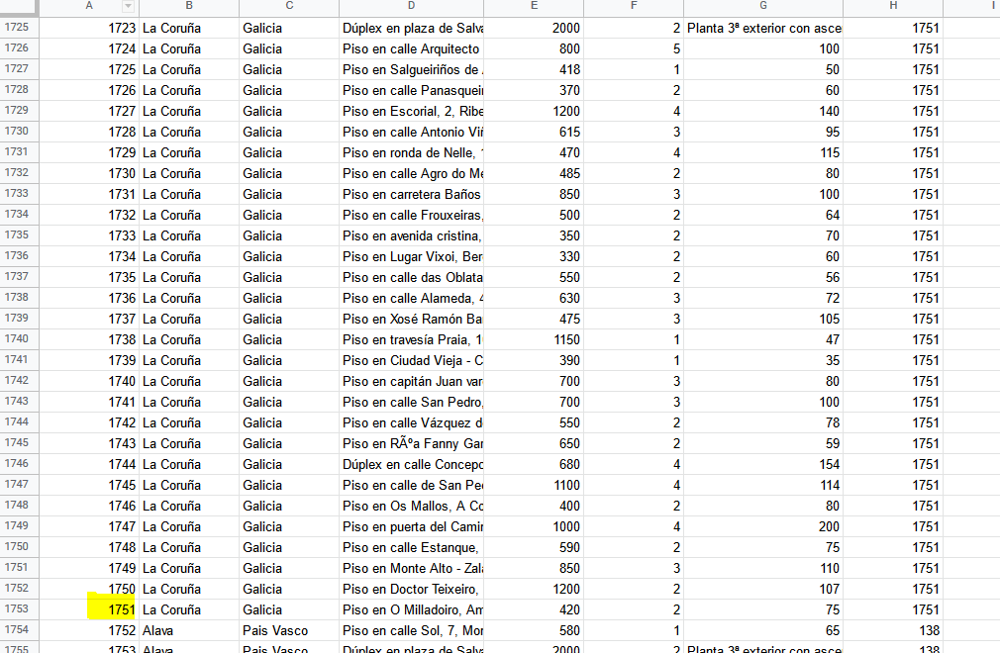 A B C D E F G H I
1725 1723 La Coruña Galicia Dúplex en plaza de Salva 2000 2 Planta 3ª exterior con asce 1751
1726 1724 La Coruña Galicia Piso en calle Arquitecto 800 5 100 1751
1727 1725 La Coruña Galicia Piso en Salgueiriños de 418 1 50 1751
1728 1726 La Coruña Galicia Piso en calle Panasquei 370 2 60 1751
1729 1727 La Coruña Galicia Piso en Escorial, 2, Ribe 1200 4 140 1751
1730 1728 La Coruña Galicia Piso en calle Antonio Viñ 615 3 95 1751
1731 1729 La Coruña Galicia Piso en ronda de Nelle, 470 4 115 1751
1732 1730 La Coruña Galicia Piso en calle Agro do Me 485 2 80 1751
1733 1731 La Coruña Galicia Piso en carretera Baños 850 3 100 1751
1734 1732 La Coruña Galicia Piso en calle Frouxeiras, 500 2 64 1751
1735 1733 La Coruña Galicia Piso en avenida cristina, 350 2 70 1751
1736 1734 La Coruña Galicia Piso en Lugar Vixoi, Ber 330 2 60 1751
1737 1735 La Coruña Galicia Piso en calle das Oblata 550 2 56 1751
1738 1736 La Coruña Galicia Piso en calle Alameda, 4 630 3 72 1751
1739 1737 La Coruña Galicia Piso en Xosé Ramón Ba 475 3 105 1751
1740 1738 La Coruña Galicia Piso en travesía Praia, 1 1150 1 47 1751
1741 1739 La Coruña Galicia Piso en Ciudad Vieja - C 390 1 35 1751
1742 1740 La Coruña Galicia Piso en capitán Juan var 700 3 80 1751
1743 1741 La Coruña Galicia Piso en calle San Pedro, 700 3 100 1751
1744 1742 La Coruña Galicia Piso en calle Vázquez d 550 2 78 1751
1745 1743 La Coruña Galicia Piso en RÃºa Fanny Gar 650 2 59 1751
1746 1744 La Coruña Galicia Dúplex en calle Concepc 680 4 154 1751
1747 1745 La Coruña Galicia Piso en calle de San Pe 1100 4 114 1751
1748 1746 La Coruña Galicia Piso en Os Mallos, A Co 400 2 80 1751
1749 1747 La Coruña Galicia Piso en puerta del Camin 1000 4 200 1751
1750 1748 La Coruña Galicia Piso en calle Estanque, 590 2 75 1751
1751 1749 La Coruña Galicia Piso en Monte Alto - Zala 850 3 110 1751
1752 1750 La Coruña Galicia Piso en Doctor Teixeiro, 1200 2 107 1751
1753 1751 La Coruña Galicia Piso en O Milladoiro, Am 420 2 75 1751
1754 1752 Alava Pais Vasco Piso en calle Sol, 7, Mor 580 1 65 138
1755 1753 Alava Pais Vasco Dúplex en plaza de Salva 2000 2 Planta 3ª exterior con asce 138